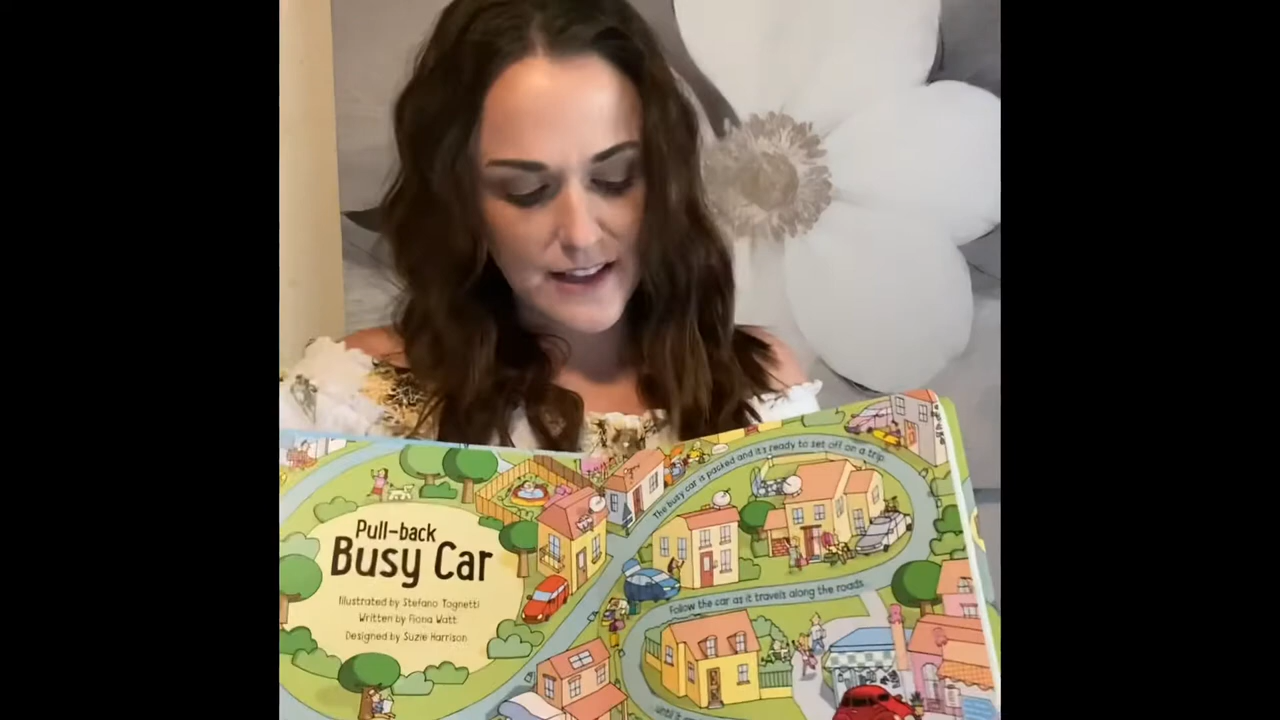 Pull-back
Busy Car
Illustrated by Stefano Tognetti
Written by Fiona Watt
Designed by Suzie Harrison
The busy car is packed and it's ready to set off on a trip.
Follow the car as it travels along the roads
until it